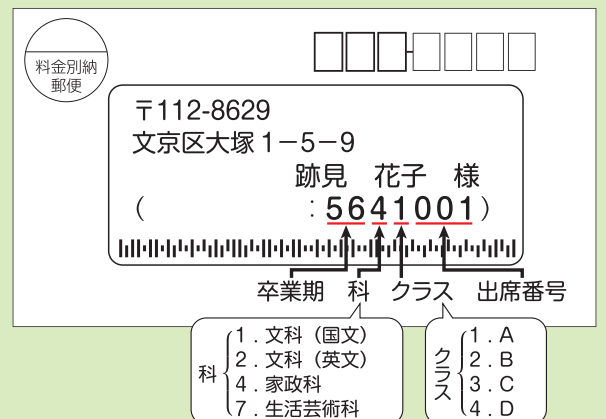 料金別納
郵便
〒112-8629
文京区大塚1−5−9
跡見 花子 様
( :5641001)
卒業期 科 クラス 出席番号
科
1.文科(国文)
2.文科(英文)
4.家政科
7.生活芸術科
クラス
1.A
2.B
3.C
4.D